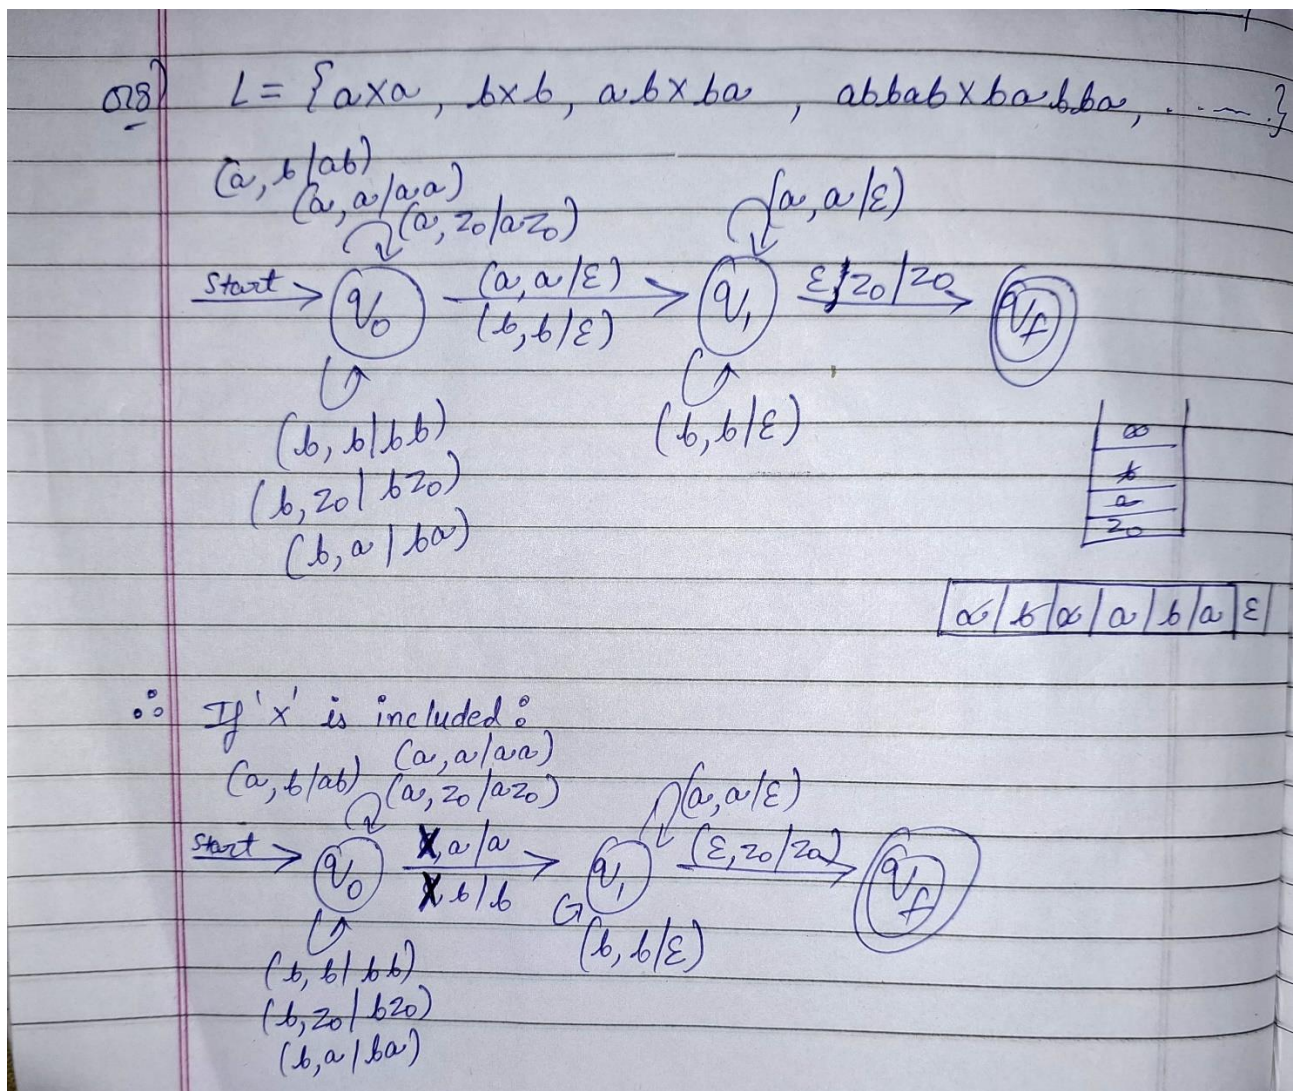 Q28] L = {axa, bxb, abxba, abbabxbabba, ......}
(a, b/ab)
(a, a/aa) (a, a/ε)
(a, z0/az0)
Start q0 (a, a/ε) q1 ε, z0/z0 qf
(b, b/ε)
(b, b/bb) (b, b/ε)
(b, z0/bz0)
(b, a/ba)
a
b
a
z0
a b a a b a ε
∴ If 'x' is included :
(a, a/aa)
(a, b/ab) (a, z0/az0) (a, a/ε)
Start q0 X, a/a q1 (ε, z0/z0) qf
X, b/b
(b, b/ε)
(b, b/bb)
(b, z0/bz0)
(b, a/ba)